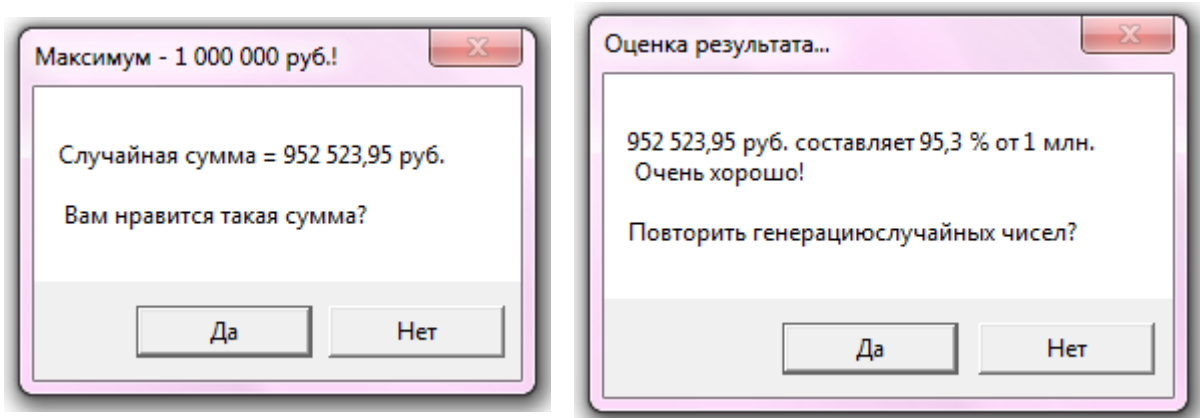 Максимум - 1 000 000 руб.!
Случайная сумма = 952 523,95 руб.
Вам нравится такая сумма?
Да
Нет
Оценка результата...
952 523,95 руб. составляет 95,3 % от 1 млн.
Очень хорошо!
Повторить генерациюслучайных чисел?
Да
Нет